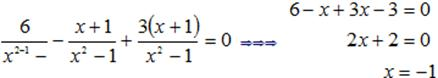 6/(x^{2-1} -) - (x+1)/(x²-1) + 3(x+1)/(x²-1) = 0 ⇒⇒⇒
6-x+3x-3=0
2x+2=0
x=-1